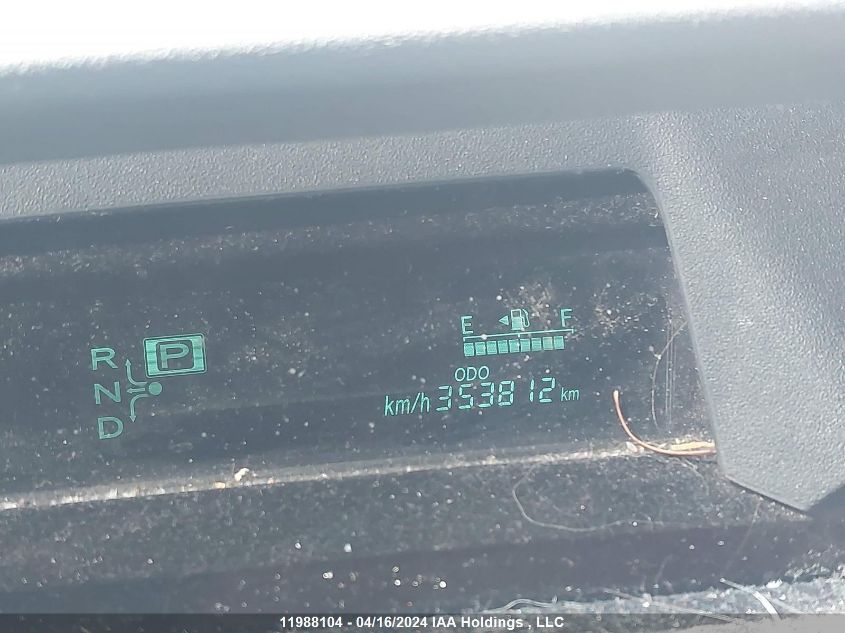 E F
R P
N
D
ODO
km/h 353812 km
11988104 - 04/16/2024 IAA Holdings , LLC